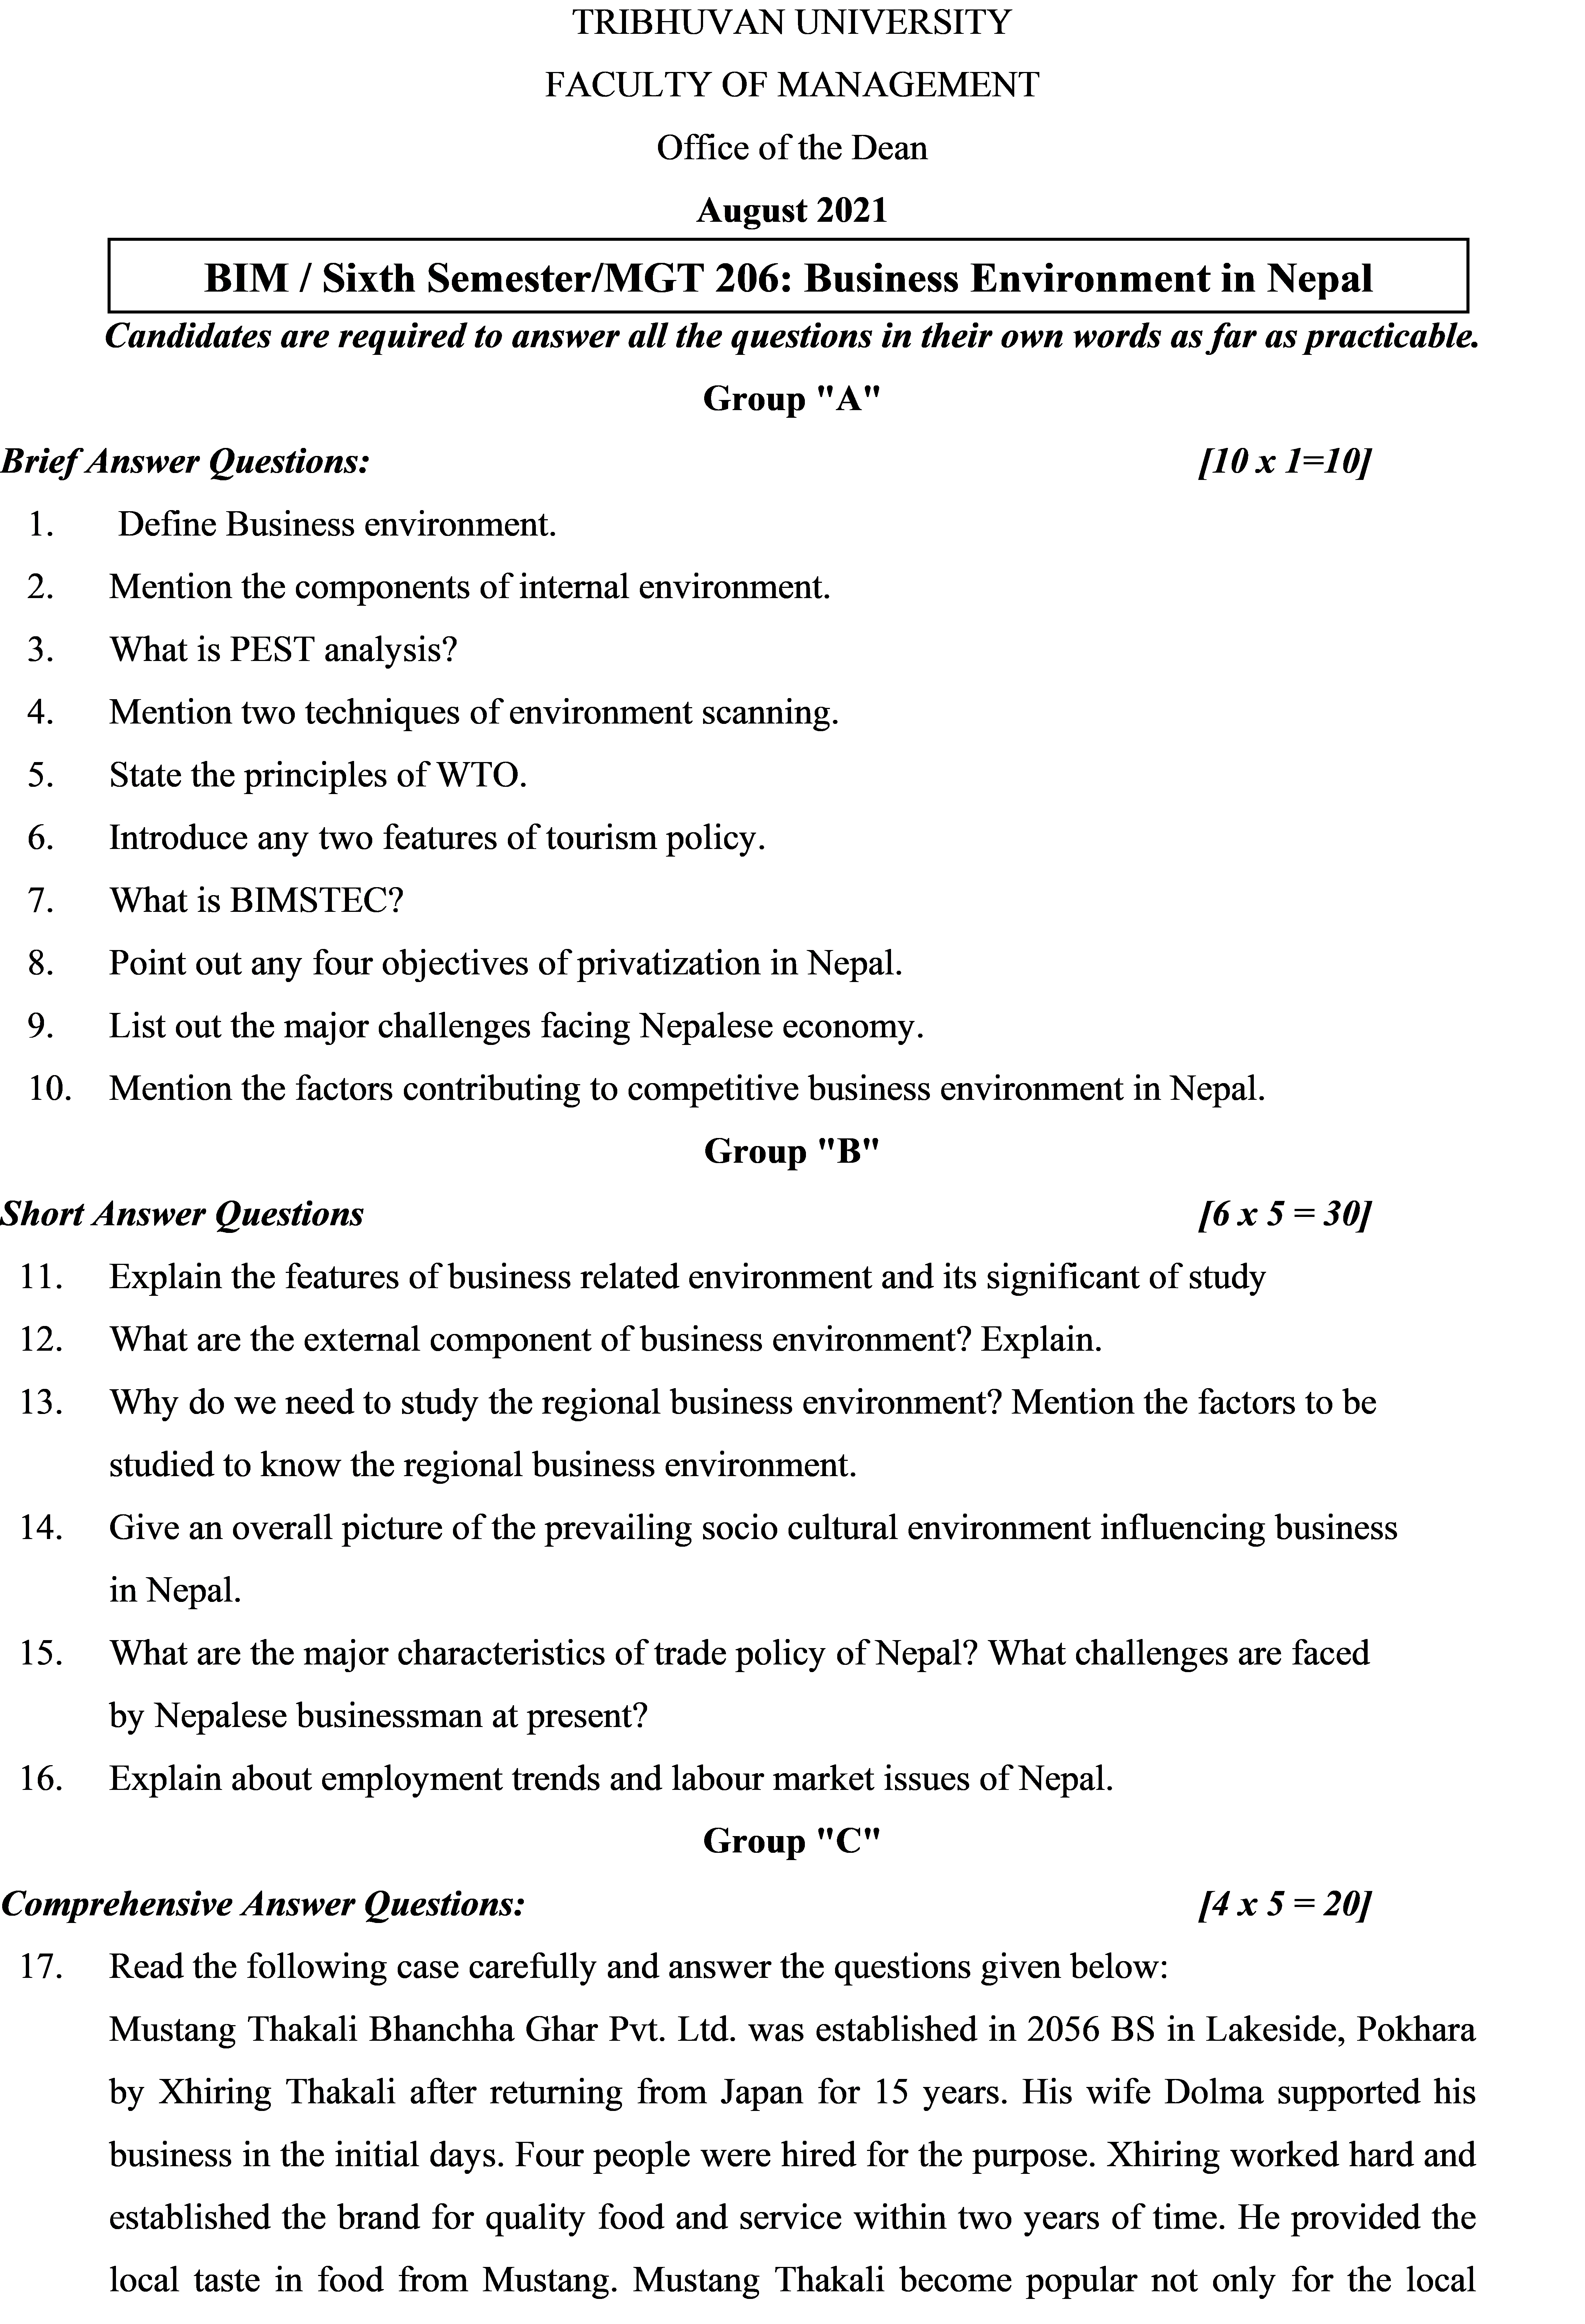 TRIBHUVAN UNIVERSITY
FACULTY OF MANAGEMENT
Office of the Dean
August 2021
BIM / Sixth Semester/MGT 206: Business Environment in Nepal
Candidates are required to answer all the questions in their own words as far as practicable.
Group "A"
Brief Answer Questions: [10 x 1=10]
1. Define Business environment.
2. Mention the components of internal environment.
3. What is PEST analysis?
4. Mention two techniques of environment scanning.
5. State the principles of WTO.
6. Introduce any two features of tourism policy.
7. What is BIMSTEC?
8. Point out any four objectives of privatization in Nepal.
9. List out the major challenges facing Nepalese economy.
10. Mention the factors contributing to competitive business environment in Nepal.
Group "B"
Short Answer Questions [6 x 5 = 30]
11. Explain the features of business related environment and its significant of study
12. What are the external component of business environment? Explain.
13. Why do we need to study the regional business environment? Mention the factors to be
studied to know the regional business environment.
14. Give an overall picture of the prevailing socio cultural environment influencing business
in Nepal.
15. What are the major characteristics of trade policy of Nepal? What challenges are faced
by Nepalese businessman at present?
16. Explain about employment trends and labour market issues of Nepal.
Group "C"
Comprehensive Answer Questions: [4 x 5 = 20]
17. Read the following case carefully and answer the questions given below:
Mustang Thakali Bhanchha Ghar Pvt. Ltd. was established in 2056 BS in Lakeside, Pokhara
by Xhiring Thakali after returning from Japan for 15 years. His wife Dolma supported his
business in the initial days. Four people were hired for the purpose. Xhiring worked hard and
established the brand for quality food and service within two years of time. He provided the
local taste in food from Mustang. Mustang Thakali become popular not only for the local